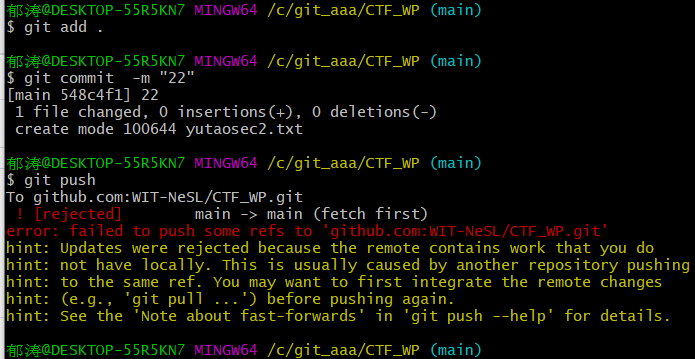 郁涛@DESKTOP-55R5KN7 MINGW64 /c/git_aaa/CTF_WP (main)
$ git add .
郁涛@DESKTOP-55R5KN7 MINGW64 /c/git_aaa/CTF_WP (main)
$ git commit  -m "22"
[main 548c4f1] 22
 1 file changed, 0 insertions(+), 0 deletions(-)
 create mode 100644 yutaosec2.txt
郁涛@DESKTOP-55R5KN7 MINGW64 /c/git_aaa/CTF_WP (main)
$ git push
To github.com:WIT-NeSL/CTF_WP.git
 ! [rejected]        main -> main (fetch first)
error: failed to push some refs to 'github.com:WIT-NeSL/CTF_WP.git'
hint: Updates were rejected because the remote contains work that you do
hint: not have locally. This is usually caused by another repository pushing
hint: to the same ref. You may want to first integrate the remote changes
hint: (e.g., 'git pull ...') before pushing again.
hint: See the 'Note about fast-forwards' in 'git push --help' for details.
郁涛@DESKTOP-55R5KN7 MINGW64 /c/git_aaa/CTF_WP (main)